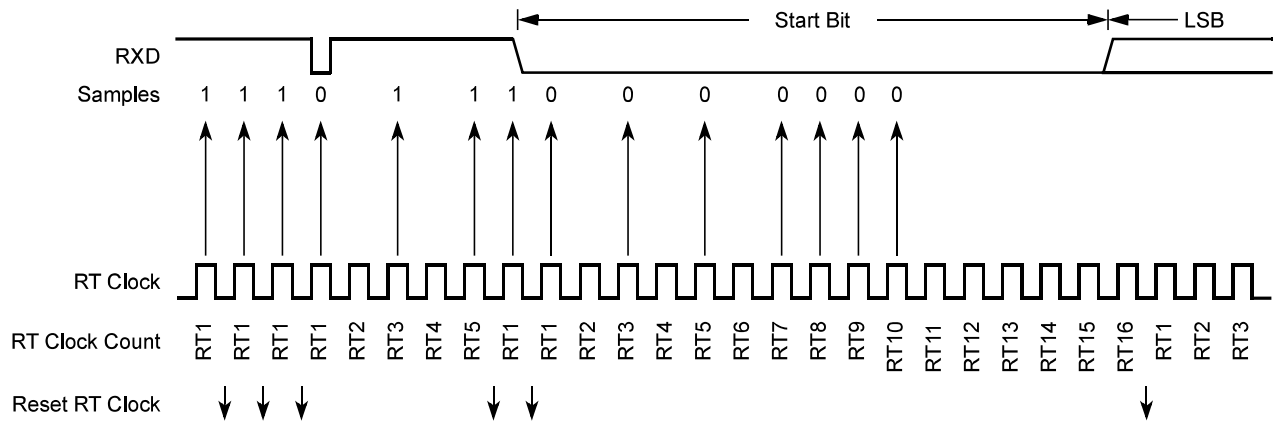 Start Bit LSB
RXD
Samples 1 1 1 0 1 1 1 0 0 0 0 0 0 0
RT Clock
RT Clock Count RT1 RT1 RT1 RT1 RT2 RT3 RT4 RT5 RT1 RT1 RT2 RT3 RT4 RT5 RT6 RT7 RT8 RT9 RT10 RT11 RT12 RT13 RT14 RT15 RT16 RT1 RT2 RT3
Reset RT Clock